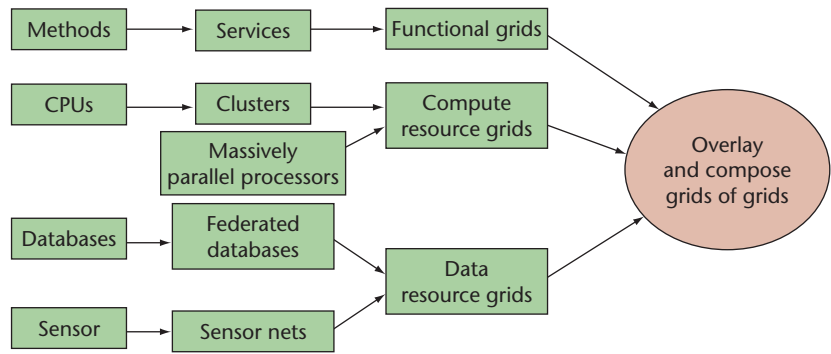 Methods
Services
Functional grids
CPUs
Clusters
Compute
resource grids
Massively
parallel processors
Overlay
and compose
grids of grids
Databases
Federated
databases
Data
resource grids
Sensor
Sensor nets